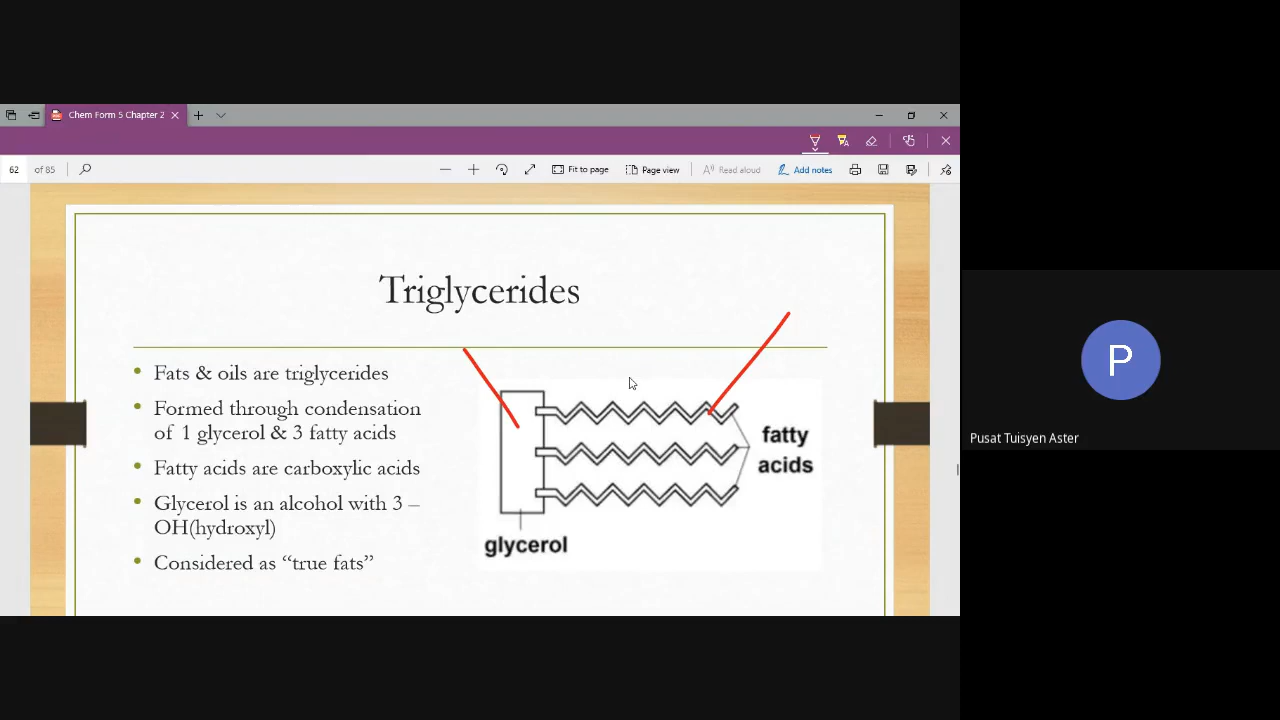 Chem Form 5 Chapter 2
62 of 85
Fit to page
Page view
Read aloud
Add notes
Triglycerides
• Fats & oils are triglycerides
• Formed through condensation
of 1 glycerol & 3 fatty acids
• Fatty acids are carboxylic acids
• Glycerol is an alcohol with 3 –
OH(hydroxyl)
• Considered as “true fats”
fatty
acids
glycerol
P
Pusat Tuisyen Aster